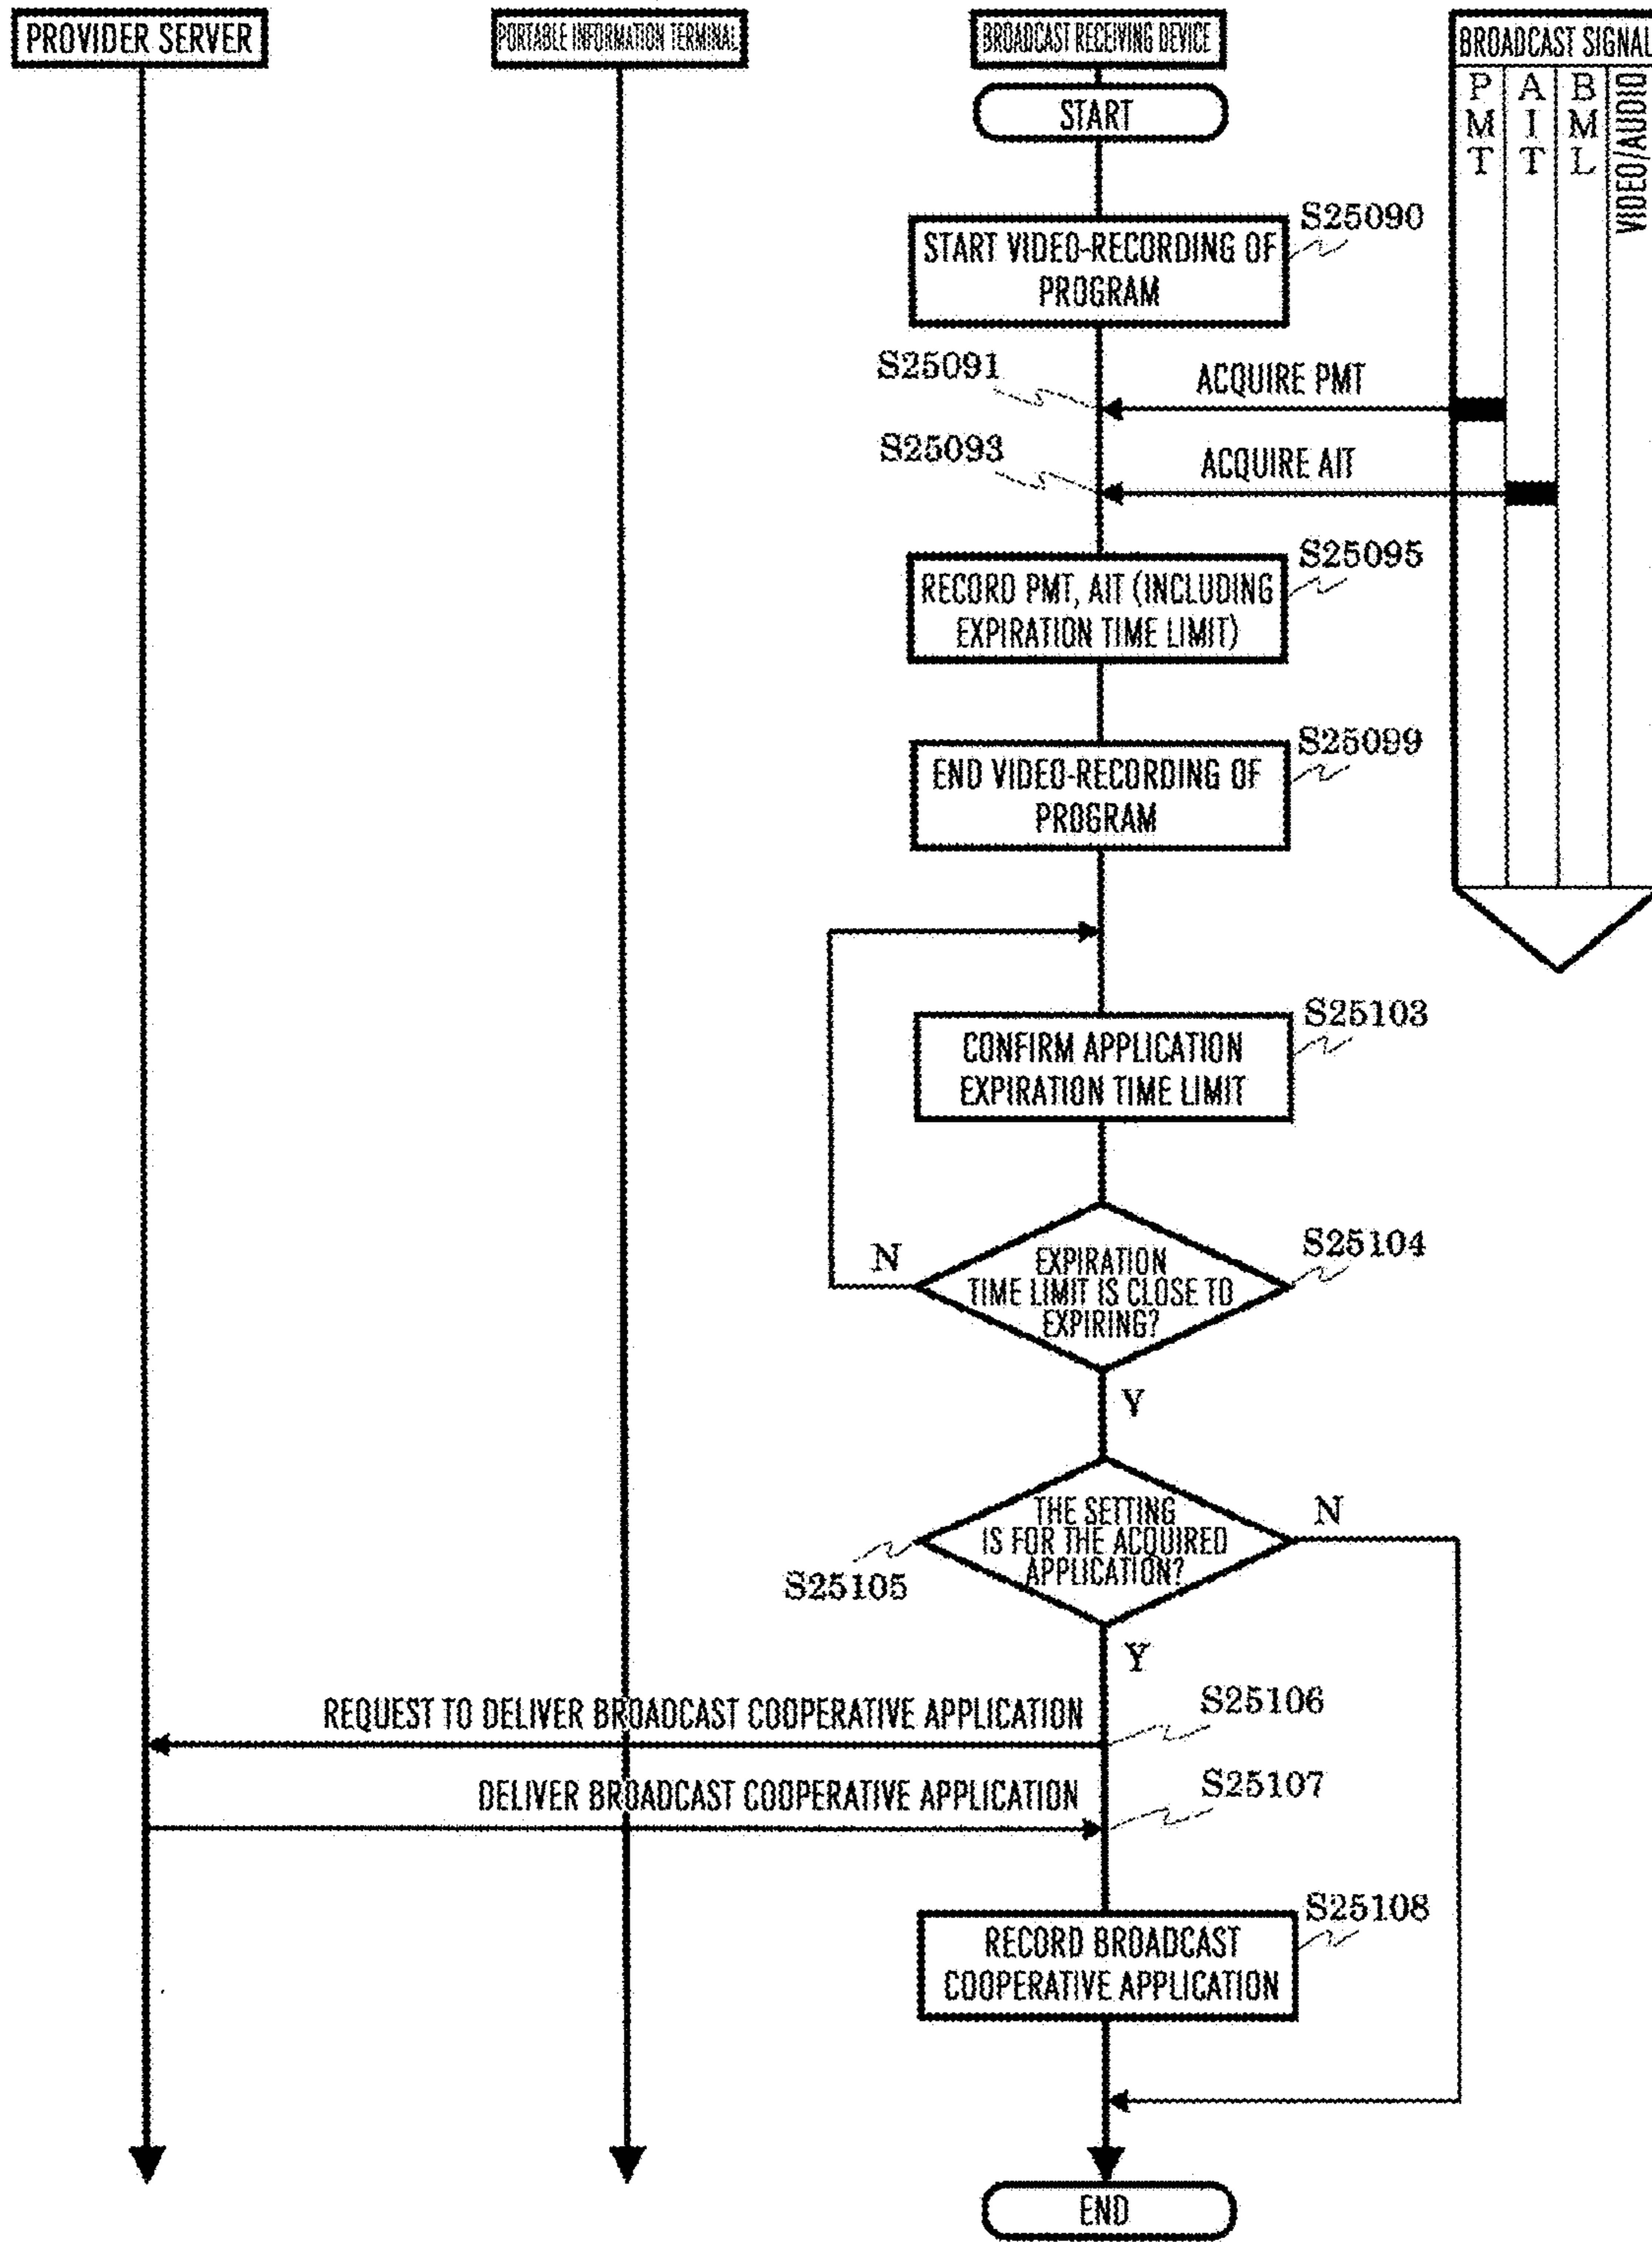 PROVIDER SERVER
PORTABLE INFORMATION TERMINAL
BROADCAST RECEIVING DEVICE
BROADCAST SIGNAL
PMT
AIT
BML
VIDEO/AUDIO
START
S25090
START VIDEO-RECORDING OF
PROGRAM
S25091
ACQUIRE PMT
S25093
ACQUIRE AIT
S25095
RECORD PMT, AIT (INCLUDING
EXPIRATION TIME LIMIT)
S25099
END VIDEO-RECORDING OF
PROGRAM
S25103
CONFIRM APPLICATION
EXPIRATION TIME LIMIT
S25104
N
EXPIRATION
TIME LIMIT IS CLOSE TO
EXPIRING?
Y
THE SETTING
IS FOR THE ACQUIRED
APPLICATION?
N
S25105
Y
S25106
REQUEST TO DELIVER BROADCAST COOPERATIVE APPLICATION
S25107
DELIVER BROADCAST COOPERATIVE APPLICATION
S25108
RECORD BROADCAST
COOPERATIVE APPLICATION
END